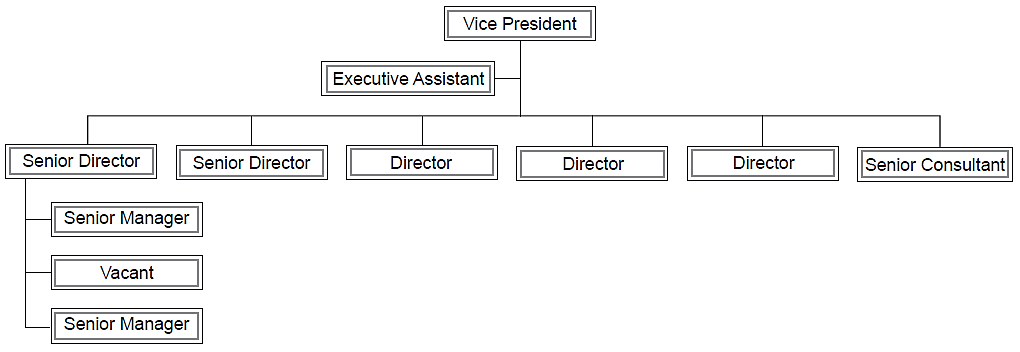 Vice President
Executive Assistant
Senior Director
Senior Director
Director
Director
Director
Senior Consultant
Senior Manager
Vacant
Senior Manager